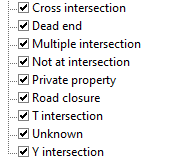 Cross intersection
Dead end
Multiple intersection
Not at intersection
Private property
Road closure
T intersection
Unknown
Y intersection